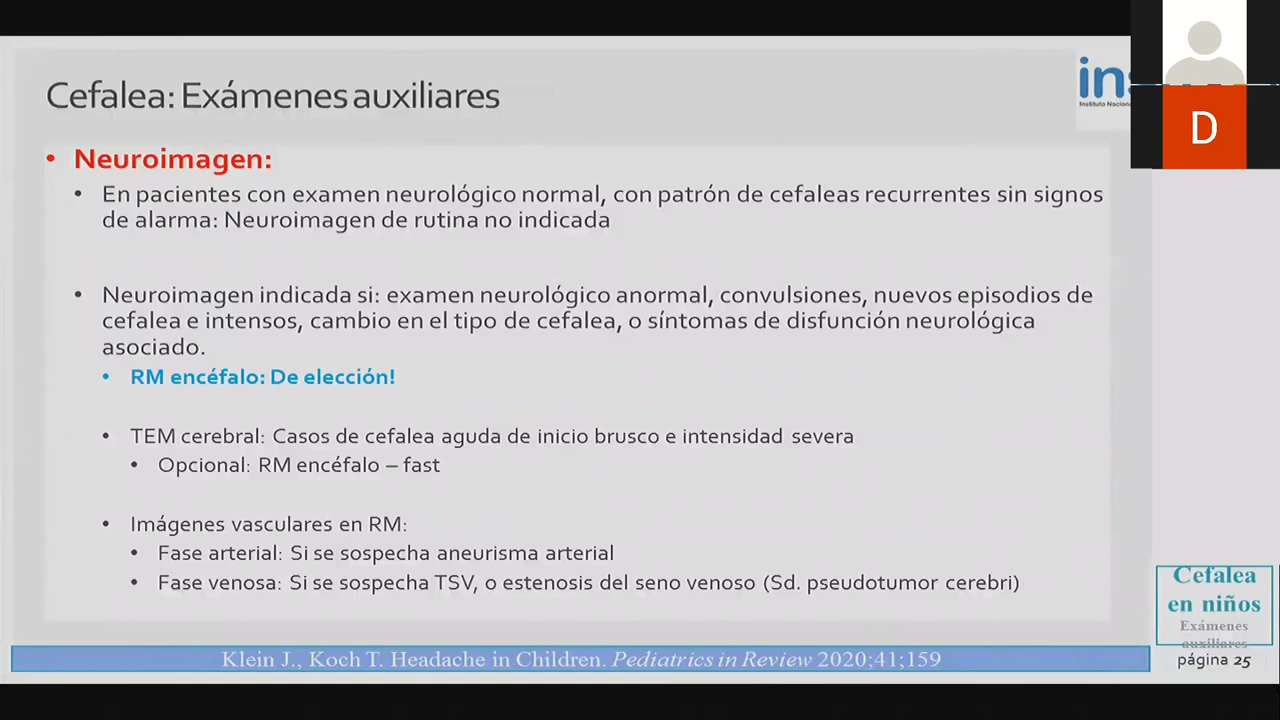 Cefalea: Exámenes auxiliares
ins
Instituto Nacional
D
• Neuroimagen:
• En pacientes con examen neurológico normal, con patrón de cefaleas recurrentes sin signos
de alarma: Neuroimagen de rutina no indicada
• Neuroimagen indicada si: examen neurológico anormal, convulsiones, nuevos episodios de
cefalea e intensos, cambio en el tipo de cefalea, o síntomas de disfunción neurológica
asociado.
• RM encéfalo: De elección!
• TEM cerebral: Casos de cefalea aguda de inicio brusco e intensidad severa
• Opcional: RM encéfalo – fast
• Imágenes vasculares en RM:
• Fase arterial: Si se sospecha aneurisma arterial
• Fase venosa: Si se sospecha TSV, o estenosis del seno venoso (Sd. pseudotumor cerebri)
Cefalea
en niños
Exámenes
auxiliares
página 25
Klein J., Koch T. Headache in Children. Pediatrics in Review 2020;41;159